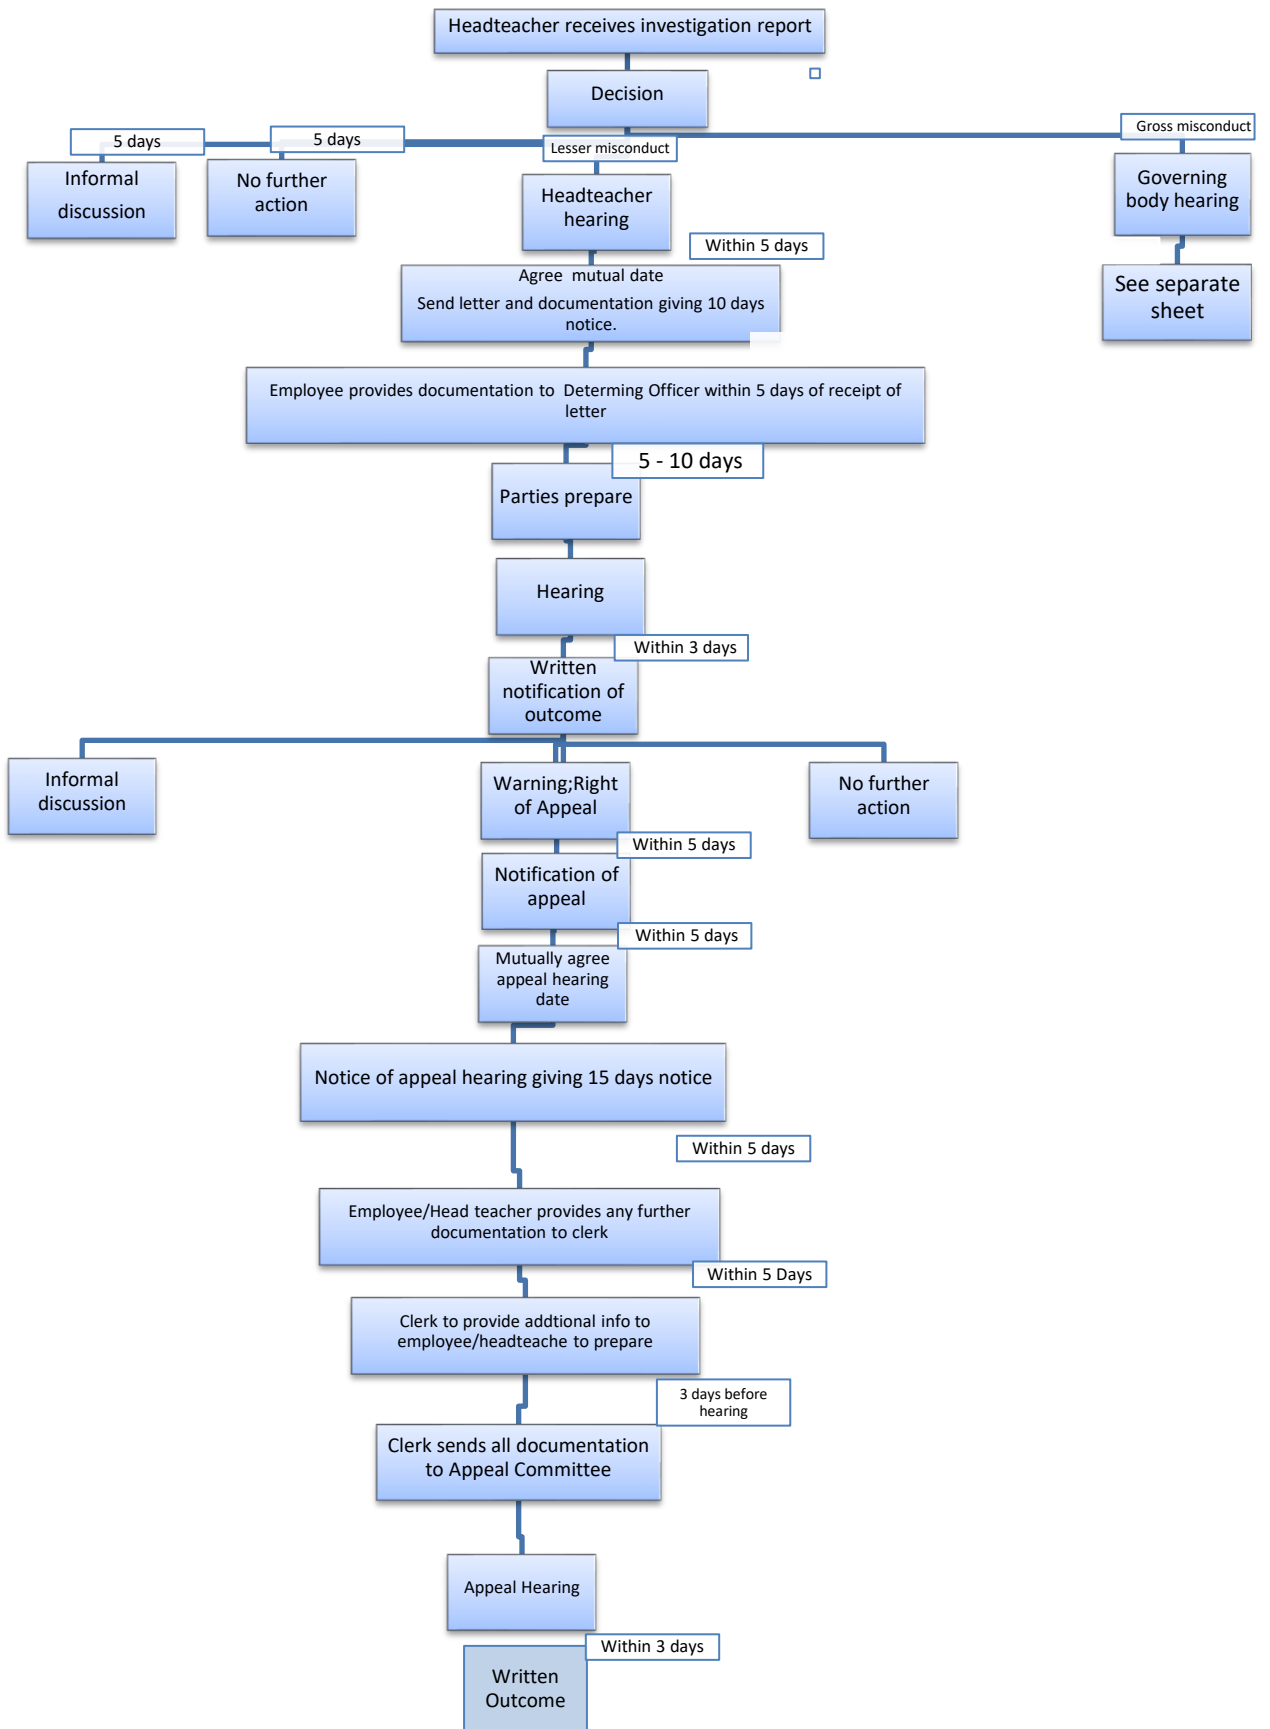 Headteacher receives investigation report
Decision
5 days
5 days
Lesser misconduct
Gross misconduct
Informal
discussion
No further
action
Headteacher
hearing
Governing
body hearing
Within 5 days
Agree  mutual date
Send letter and documentation giving 10 days
notice.
See separate
sheet
Employee provides documentation to  Determing Officer within 5 days of receipt of
letter
5 - 10 days
Parties prepare
Hearing
Within 3 days
Written
notification of
outcome
Informal
discussion
Warning;Right
of Appeal
No further
action
Within 5 days
Notification of
appeal
Within 5 days
Mutually agree
appeal hearing
date
Notice of appeal hearing giving 15 days notice
Within 5 days
Employee/Head teacher provides any further
documentation to clerk
Within 5 Days
Clerk to provide addtional info to
employee/headteache to prepare
3 days before
hearing
Clerk sends all documentation
to Appeal Committee
Appeal Hearing
Within 3 days
Written
Outcome